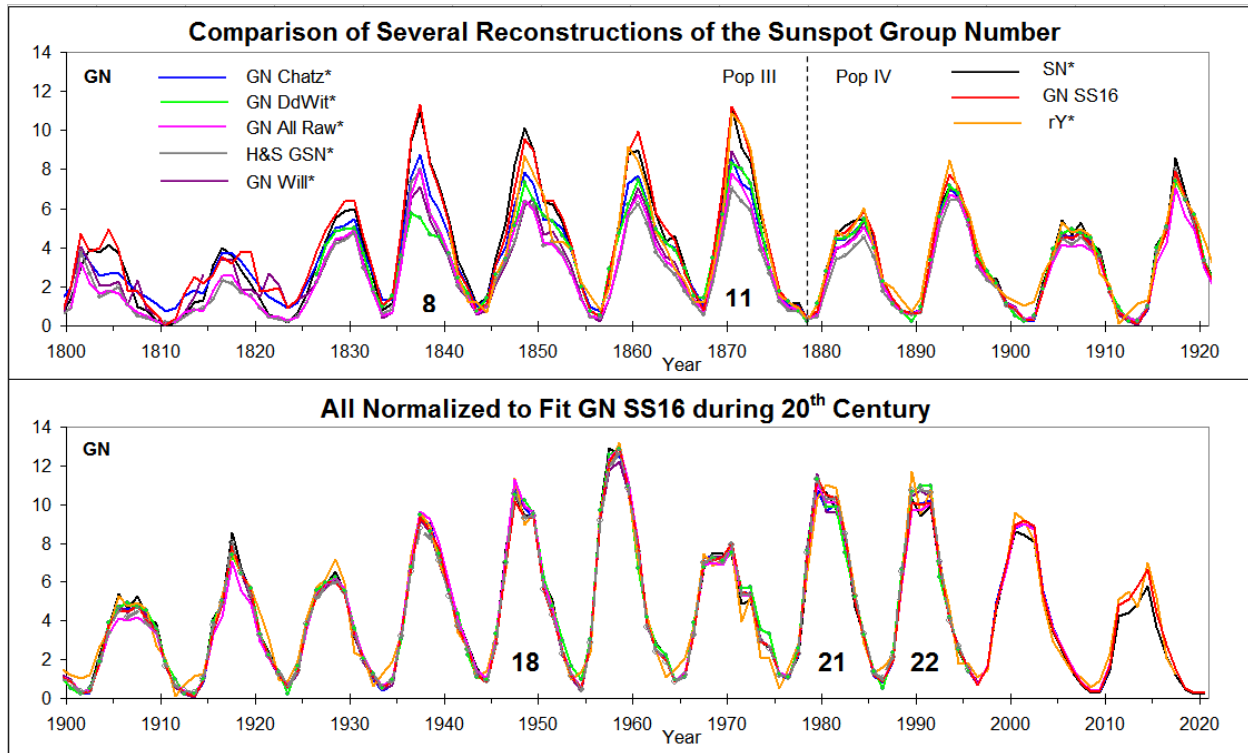 Comparison of Several Reconstructions of the Sunspot Group Number
GN
GN Chatz*
GN DdWit*
GN All Raw*
H&S GSN*
GN Will*
Pop III
Pop IV
SN*
GN SS16
rY*
14
12
10
8
6
4
2
0
8
11
1800 1810 1820 1830 1840 1850 1860 1870 1880 1890 1900 1910 1920
Year
All Normalized to Fit GN SS16 during 20th Century
GN
14
12
10
8
6
4
2
0
18
21
22
1900 1910 1920 1930 1940 1950 1960 1970 1980 1990 2000 2010 2020
Year